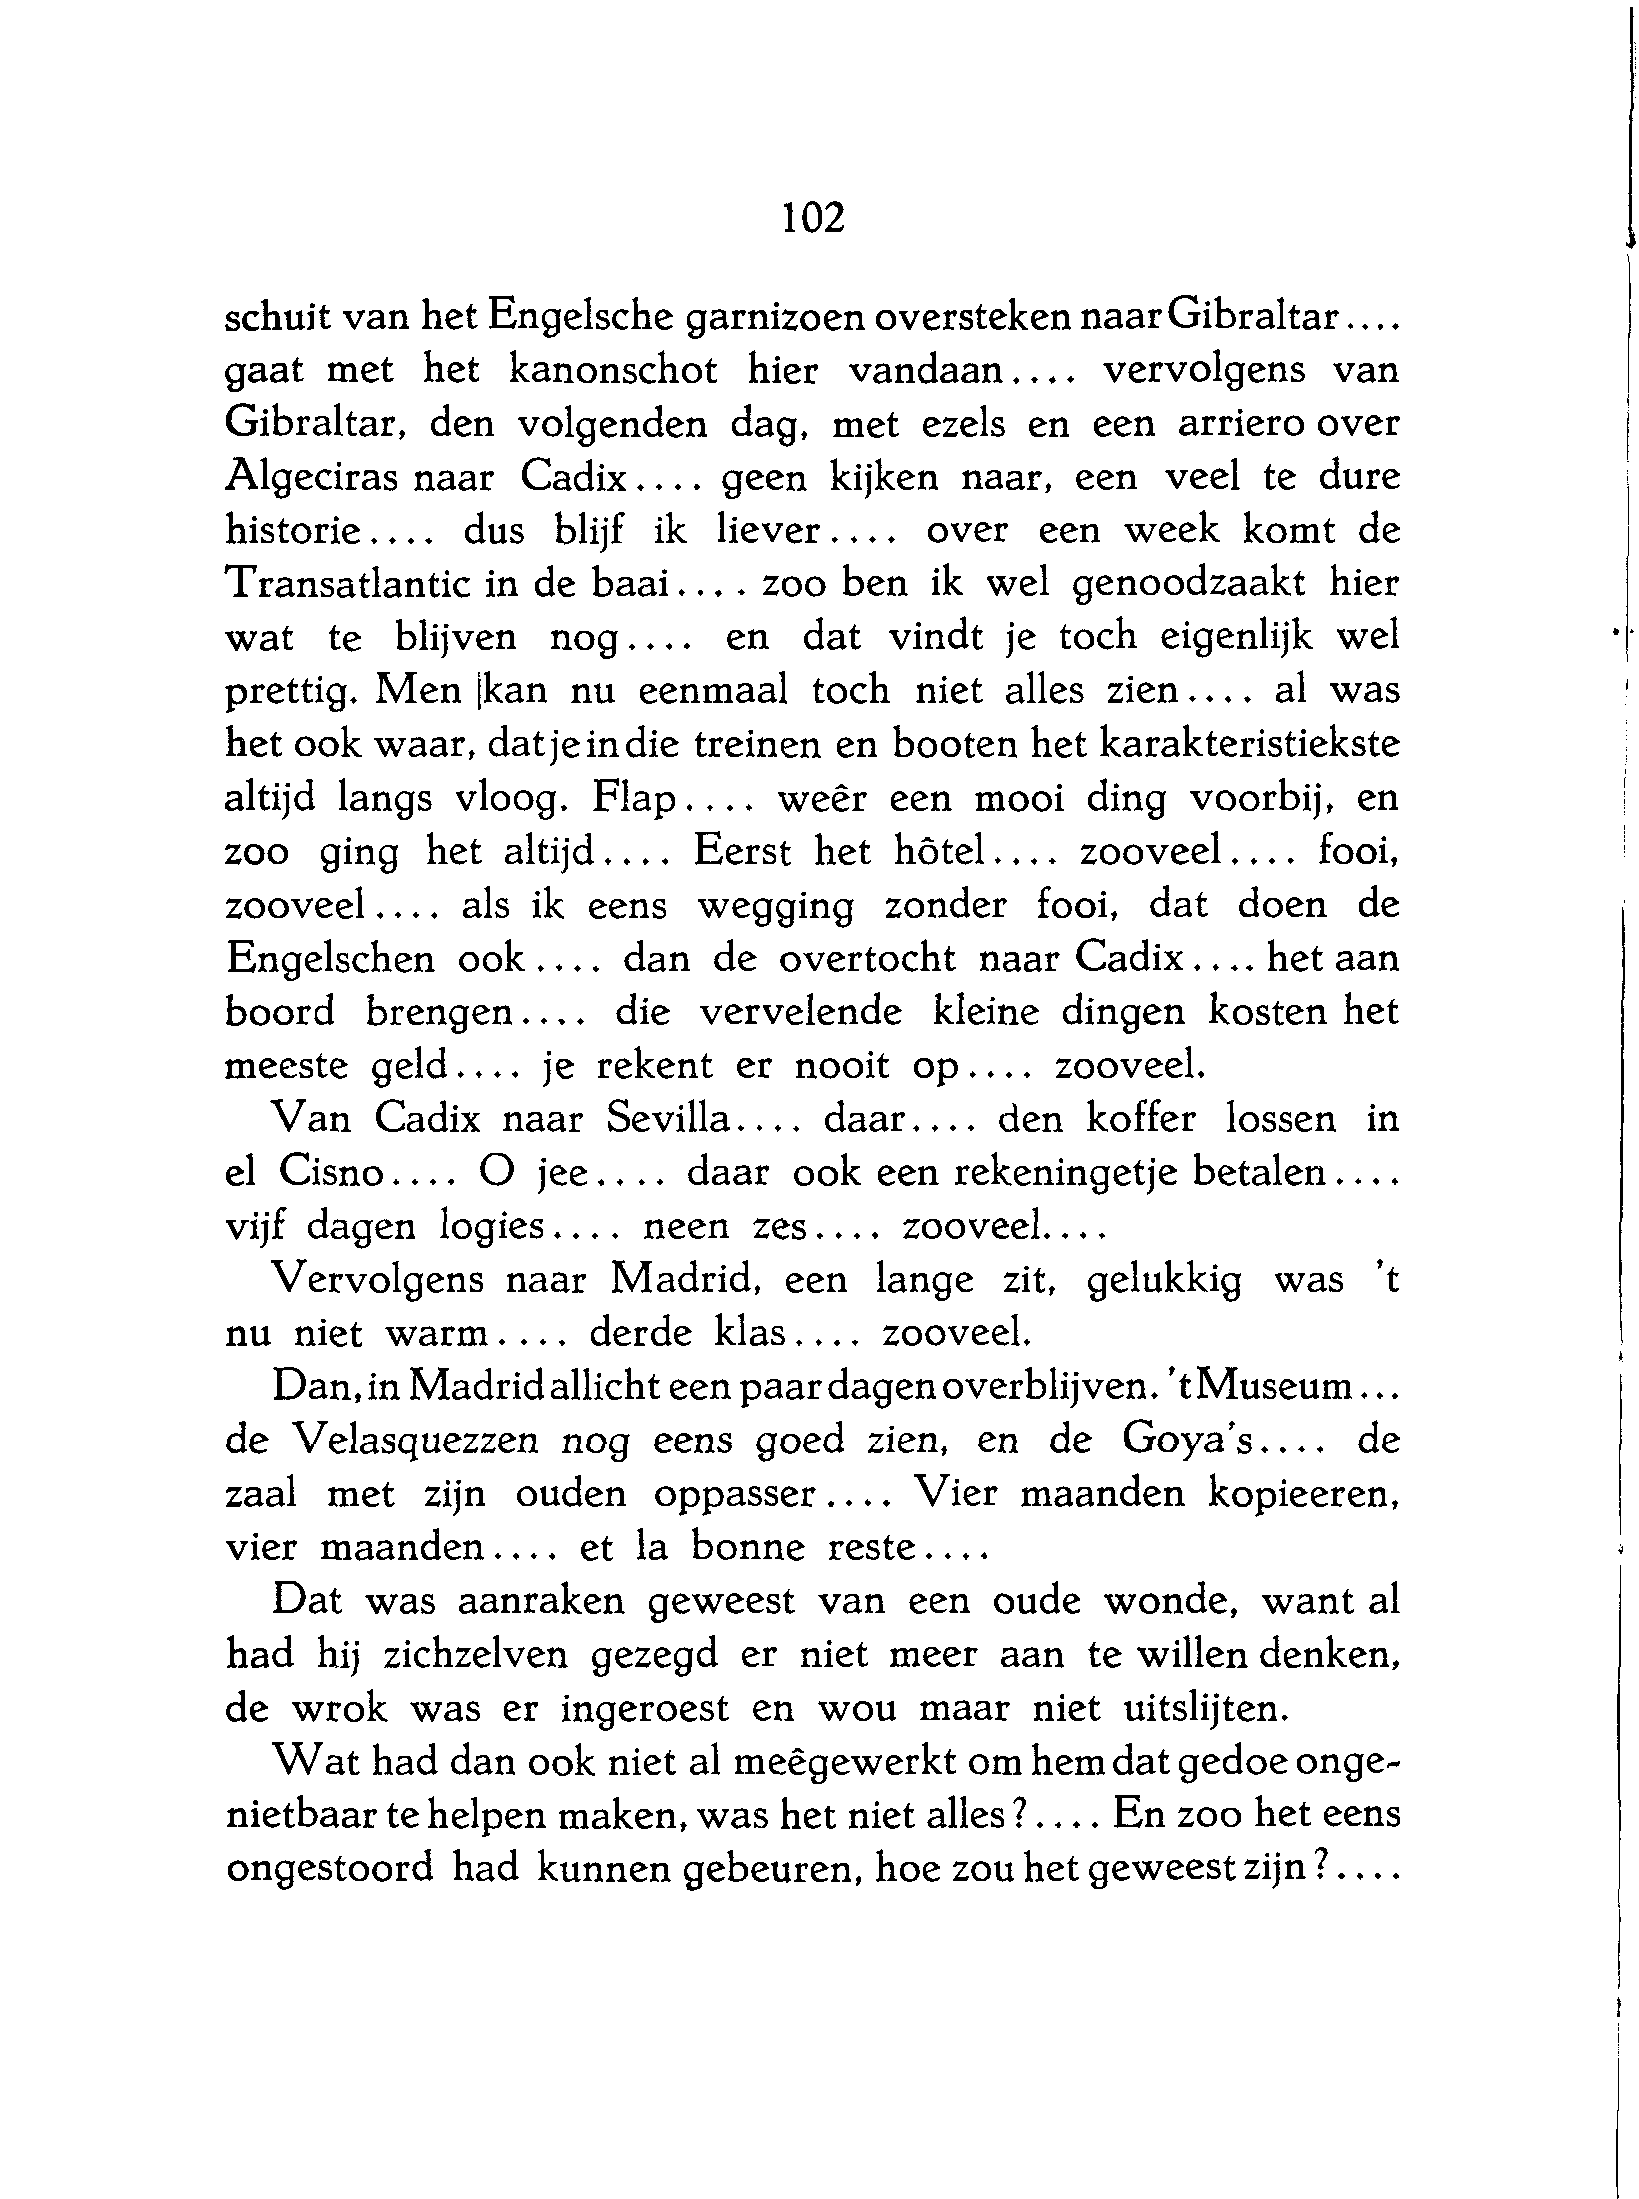 102
schuit van het Engelsche garnizoen oversteken naar Gibraltar....
gaat met het kanonschot hier vandaan.... vervolgens van
Gibraltar, den volgenden dag, met ezels en een arriero over
Algeciras naar Cadix.... geen kijken naar, een veel te dure
historie.... dus blijf ik liever.... over een week komt de
Transatlantic in de baai.... zoo ben ik wel genoodzaakt hier
wat te blijven nog.... en dat vindt je toch eigenlijk wel
prettig. Men kan nu eenmaal toch niet alles zien.... al was
het ook waar, dat je in die treinen en booten het karakteristiekste
altijd langs vloog. Flap.... weêr een mooi ding voorbij, en
zoo ging het altijd.... Eerst het hôtel.... zooveel.... fooi,
zooveel.... als ik eens wegging zonder fooi, dat doen de
Engelschen ook.... dan de overtocht naar Cadix.... het aan
boord brengen.... die vervelende kleine dingen kosten het
meeste geld.... je rekent er nooit op.... zooveel.
Van Cadix naar Sevilla.... daar.... den koffer lossen in
el Cisno.... O jee.... daar ook een rekeningetje betalen....
vijf dagen logies.... neen zes.... zooveel....
Vervolgens naar Madrid, een lange zit, gelukkig was 't
nu niet warm.... derde klas.... zooveel.
Dan, in Madrid allicht een paar dagen overblijven. 't Museum...
de Velasquezzen nog eens goed zien, en de Goya's.... de
zaal met zijn ouden oppasser.... Vier maanden kopieeren,
vier maanden.... et la bonne reste....
Dat was aanraken geweest van een oude wonde, want al
had hij zichzelven gezegd er niet meer aan te willen denken,
de wrok was er ingeroest en wou maar niet uitslijten.
Wat had dan ook niet al meêgewerkt om hem dat gedoe onge-
nietbaar te helpen maken, was het niet alles?.... En zoo het eens
ongestoord had kunnen gebeuren, hoe zou het geweest zijn?....